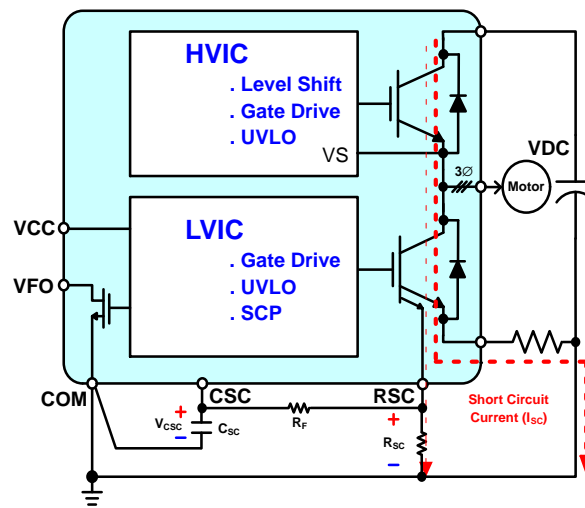 HVIC
. Level Shift
. Gate Drive
. UVLO
VS
VDC
3∅
Motor
VCC
LVIC
. Gate Drive
. UVLO
. SCP
VFO
COM
CSC
RSC
+
VCSC
−
CSC
RF
+
RSC
−
Short Circuit
Current (ISC)